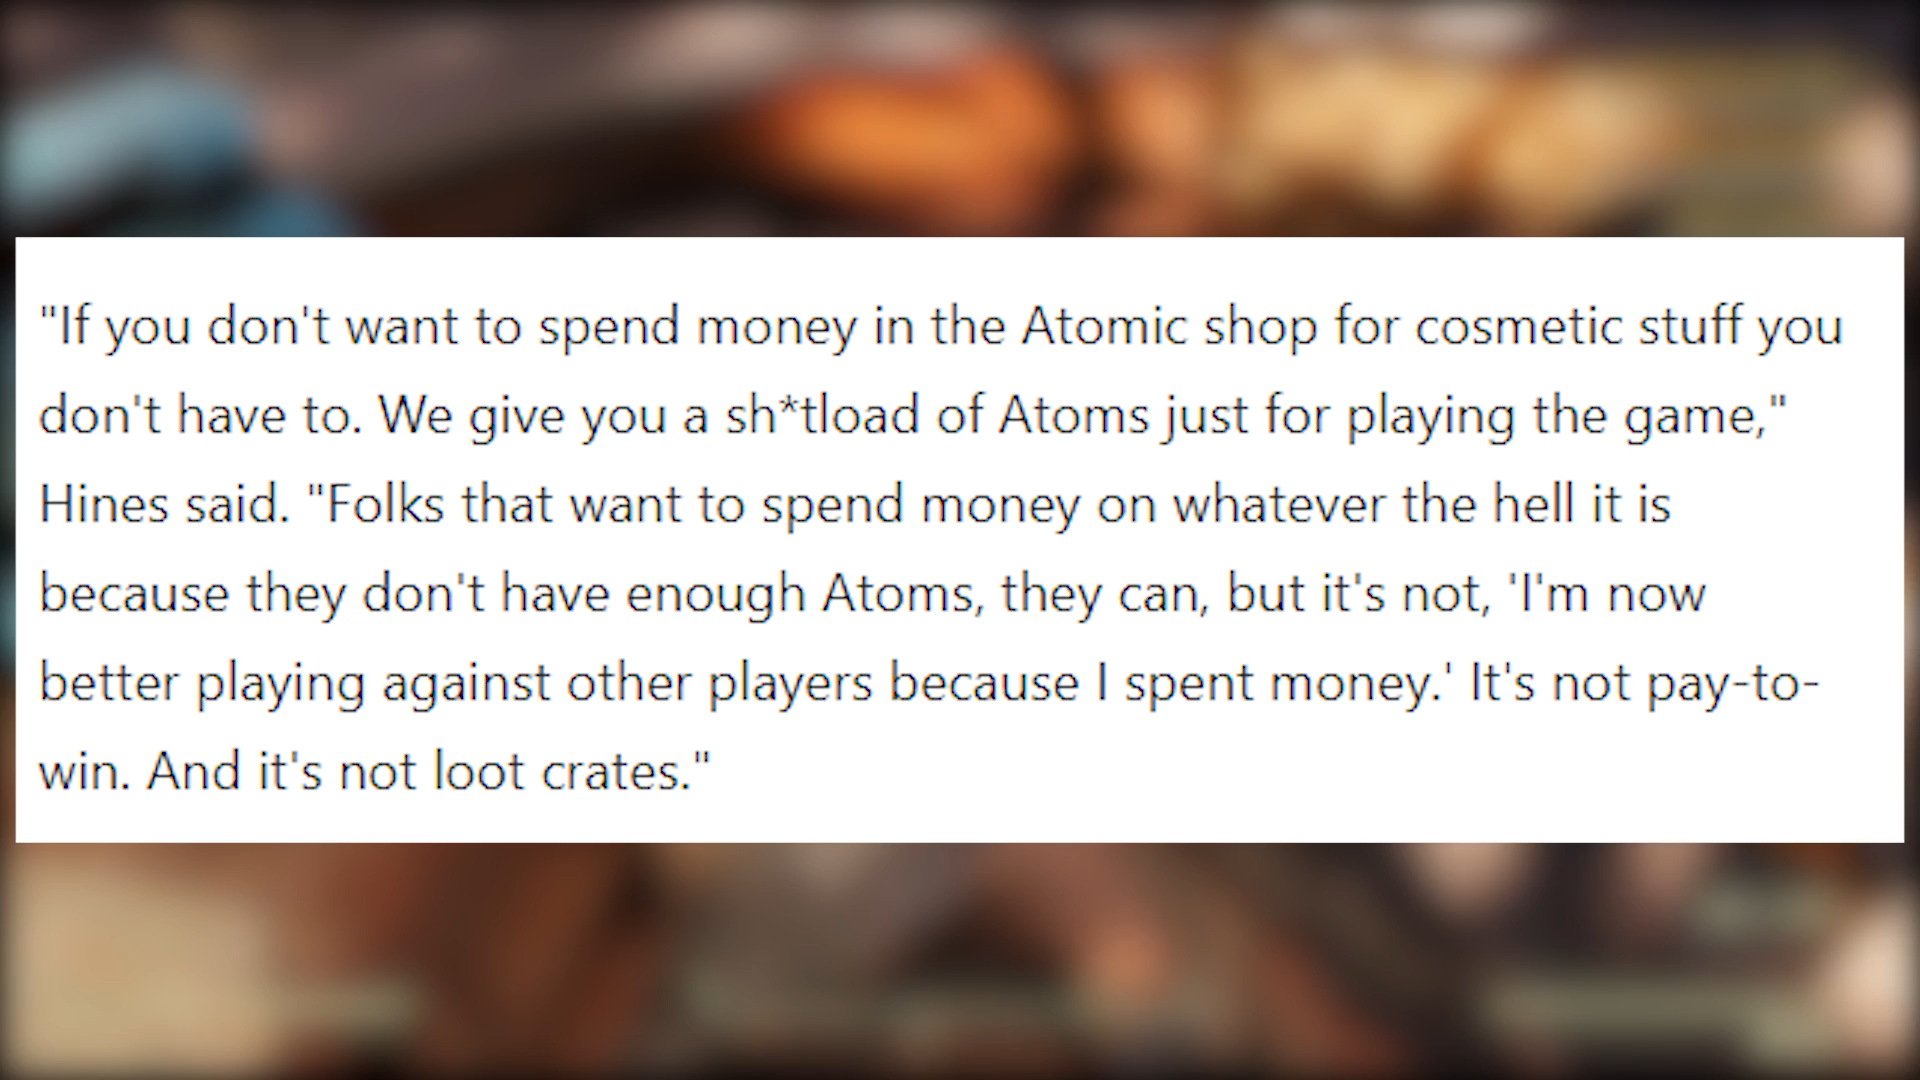 "If you don't want to spend money in the Atomic shop for cosmetic stuff you
don't have to. We give you a sh*tload of Atoms just for playing the game,"
Hines said. "Folks that want to spend money on whatever the hell it is
because they don't have enough Atoms, they can, but it's not, 'I'm now
better playing against other players because I spent money.' It's not pay-to-
win. And it's not loot crates."